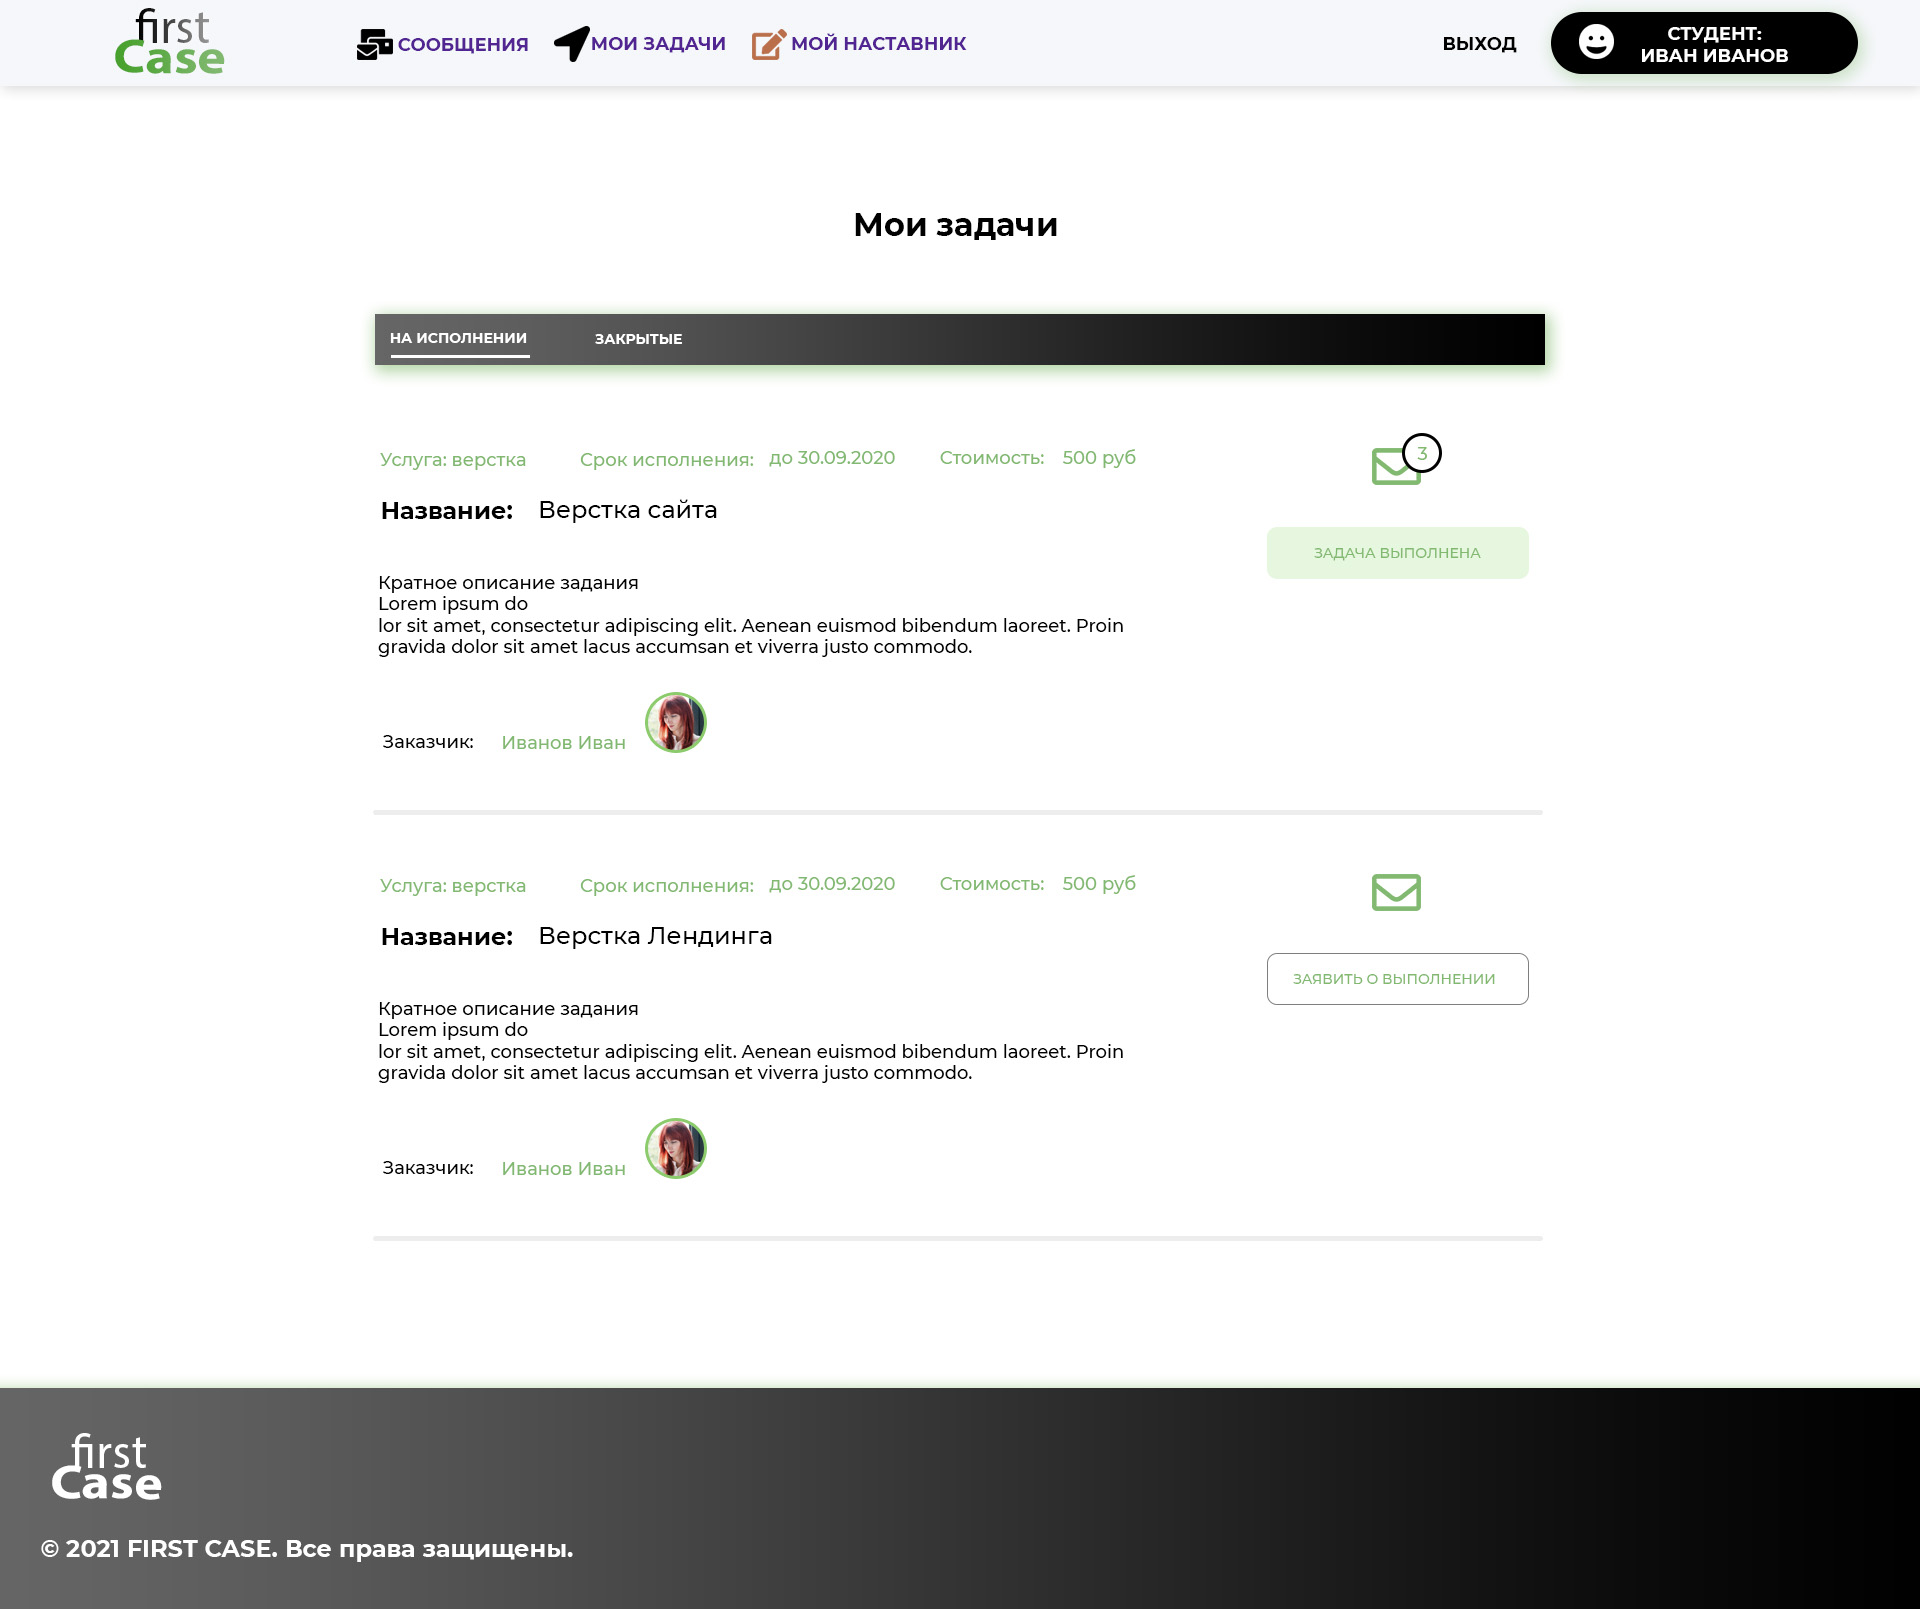 first
Case
СООБЩЕНИЯ
МОИ ЗАДАЧИ
МОЙ НАСТАВНИК
ВЫХОД
СТУДЕНТ:
ИВАН ИВАНОВ
Мои задачи
НА ИСПОЛНЕНИИ
ЗАКРЫТЫЕ
Услуга: верстка
Срок исполнения: до 30.09.2020
Стоимость: 500 руб
3
Название: Верстка сайта
ЗАДАЧА ВЫПОЛНЕНА
Кратное описание задания
Lorem ipsum do
lor sit amet, consectetur adipiscing elit. Aenean euismod bibendum laoreet. Proin
gravida dolor sit amet lacus accumsan et viverra justo commodo.
Заказчик: Иванов Иван
Услуга: верстка
Срок исполнения: до 30.09.2020
Стоимость: 500 руб
Название: Верстка Лендинга
ЗАЯВИТЬ О ВЫПОЛНЕНИИ
Кратное описание задания
Lorem ipsum do
lor sit amet, consectetur adipiscing elit. Aenean euismod bibendum laoreet. Proin
gravida dolor sit amet lacus accumsan et viverra justo commodo.
Заказчик: Иванов Иван
first
Case
© 2021 FIRST CASE. Все права защищены.